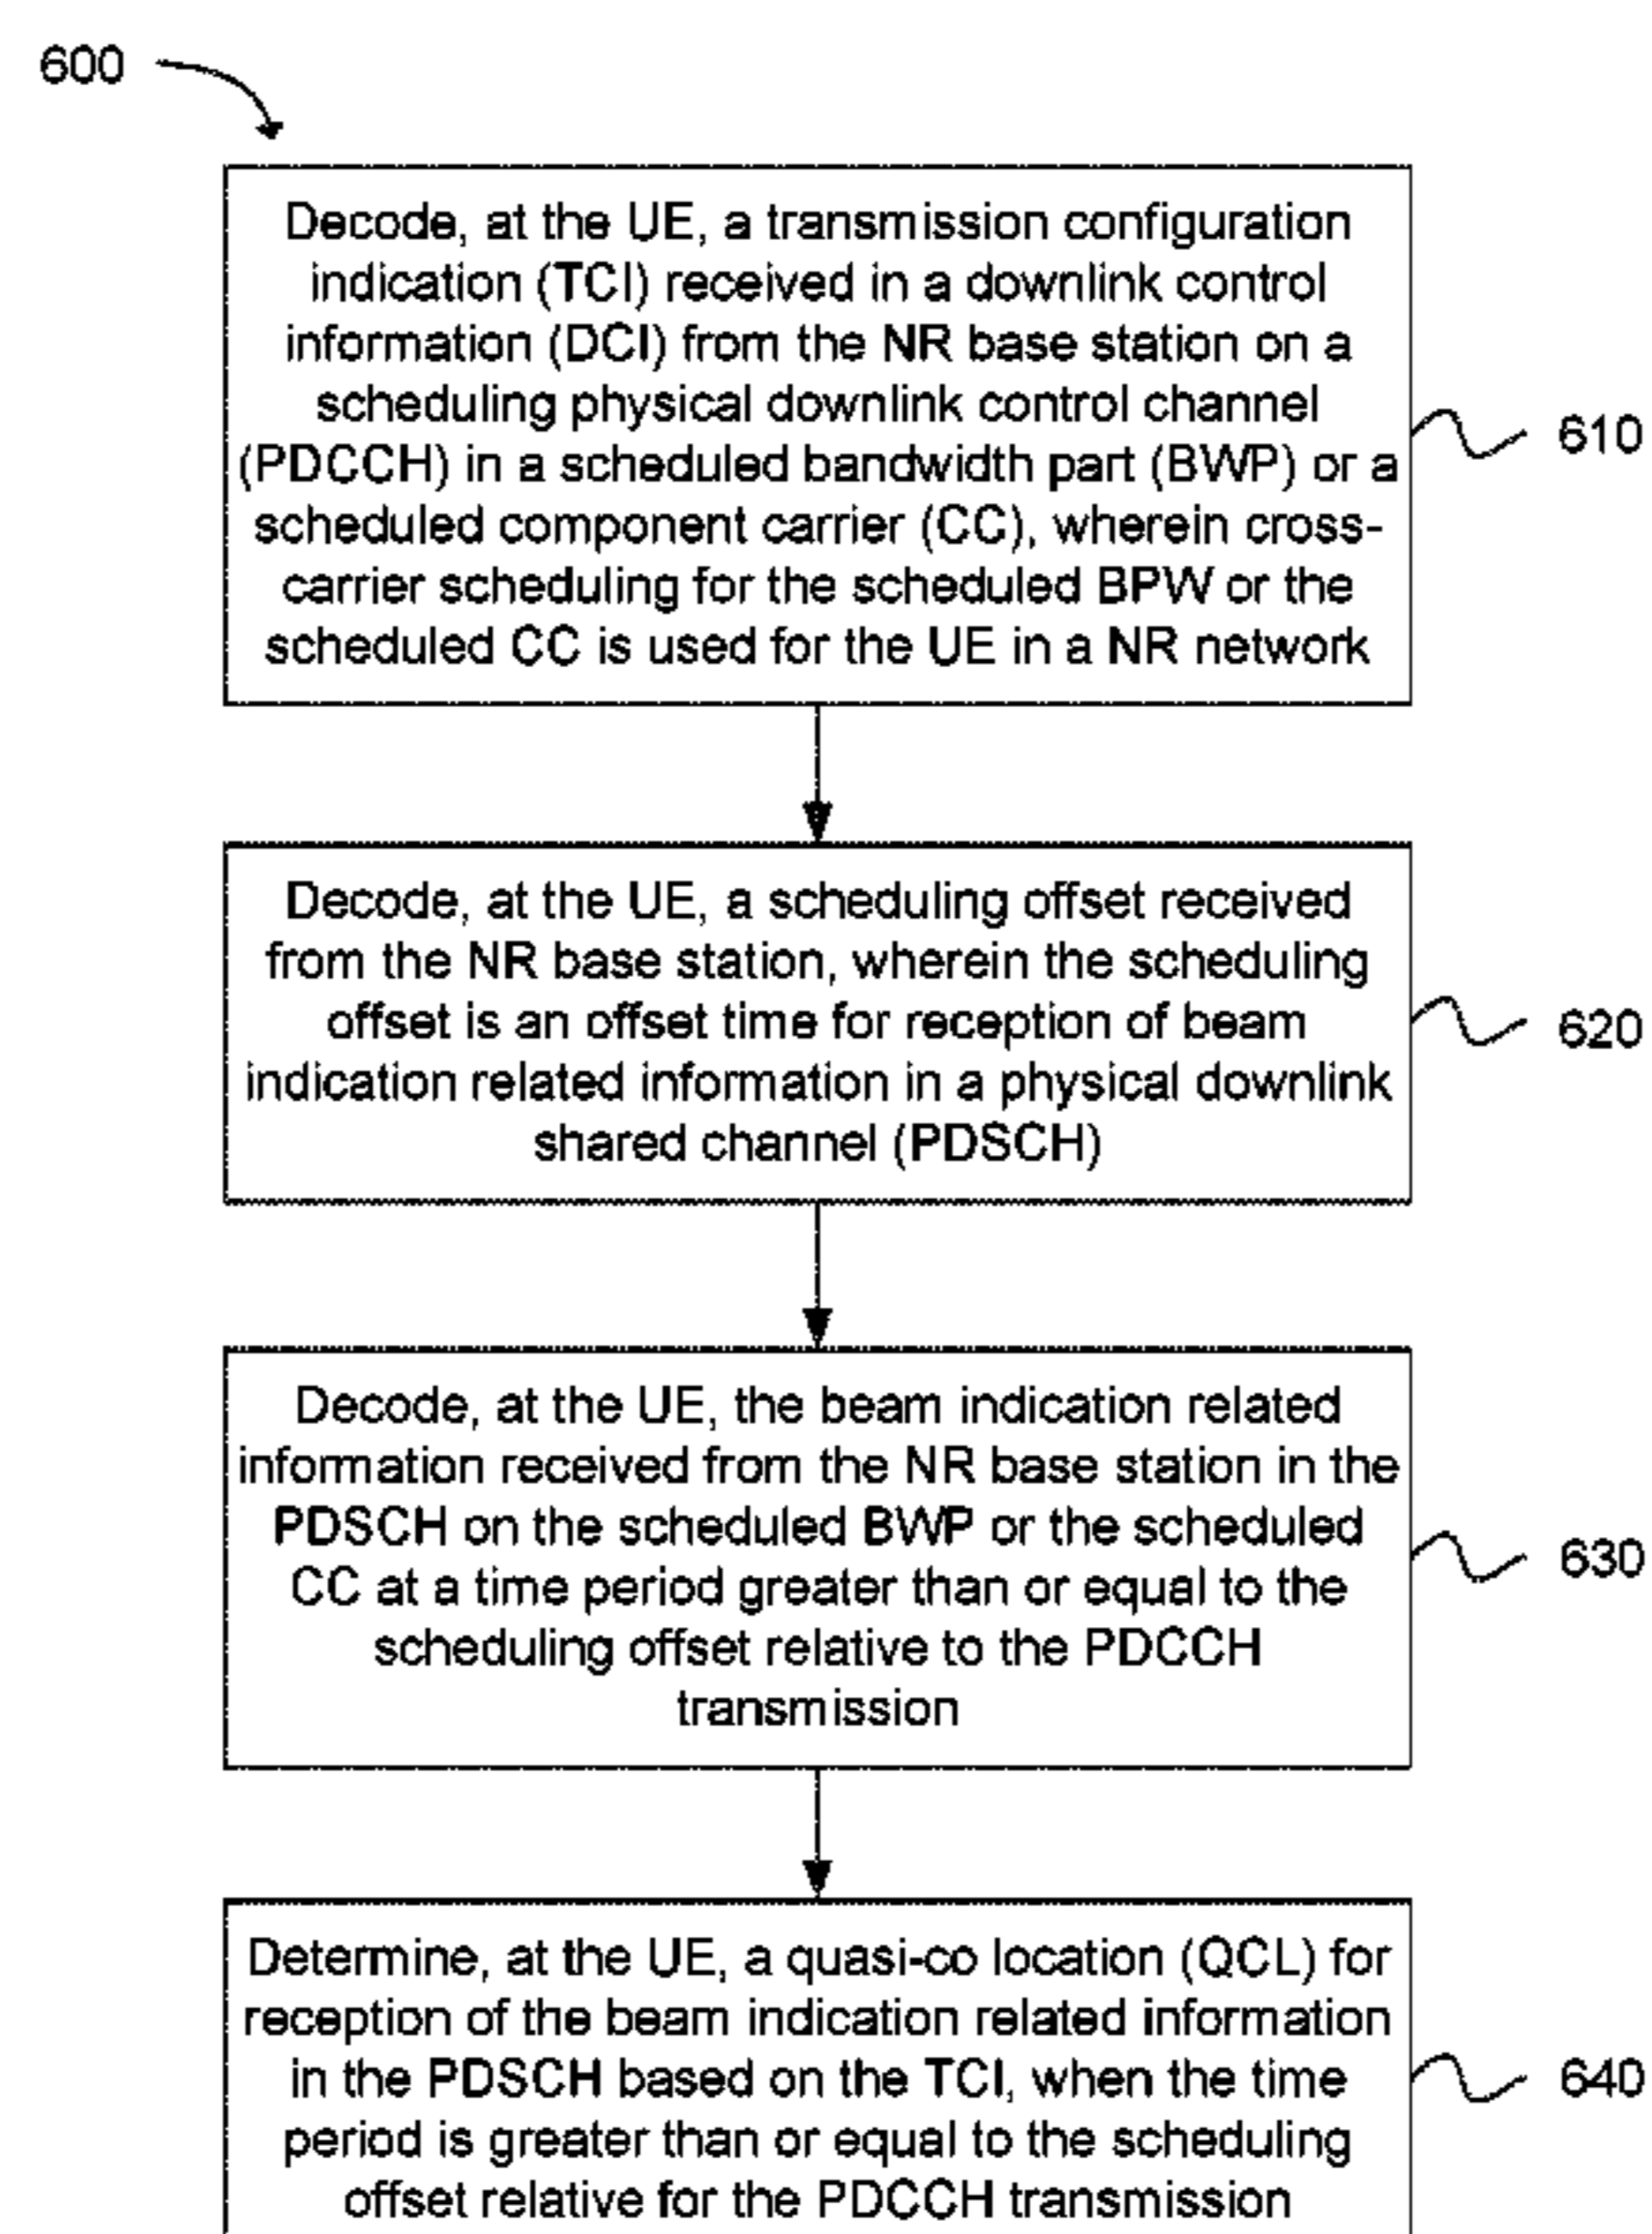 600
Decode, at the UE, a transmission configuration
indication (TCI) received in a downlink control
information (DCI) from the NR base station on a
scheduling physical downlink control channel
(PDCCH) in a scheduled bandwidth part (BWP) or a
scheduled component carrier (CC), wherein cross-
carrier scheduling for the scheduled BPW or the
scheduled CC is used for the UE in a NR network
610
Decode, at the UE, a scheduling offset received
from the NR base station, wherein the scheduling
offset is an offset time for reception of beam
indication related information in a physical downlink
shared channel (PDSCH)
620
Decode, at the UE, the beam indication related
information received from the NR base station in the
PDSCH on the scheduled BWP or the scheduled
CC at a time period greater than or equal to the
scheduling offset relative to the PDCCH
transmission
630
Determine, at the UE, a quasi-co location (QCL) for
reception of the beam indication related information
in the PDSCH based on the TCI, when the time
period is greater than or equal to the scheduling
offset relative for the PDCCH transmission
640